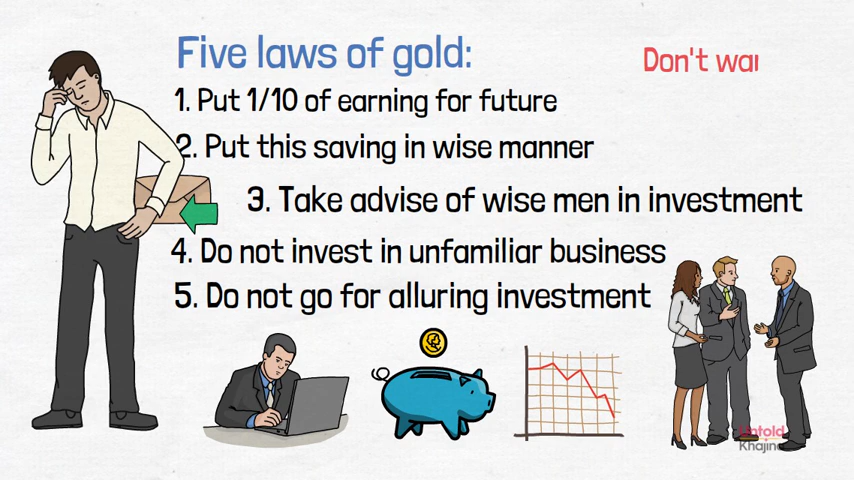 Five laws of gold:
Don't wai
1. Put 1/10 of earning for future
2. Put this saving in wise manner
3. Take advise of wise men in investment
4. Do not invest in unfamiliar business
5. Do not go for alluring investment
Untold
Khajina